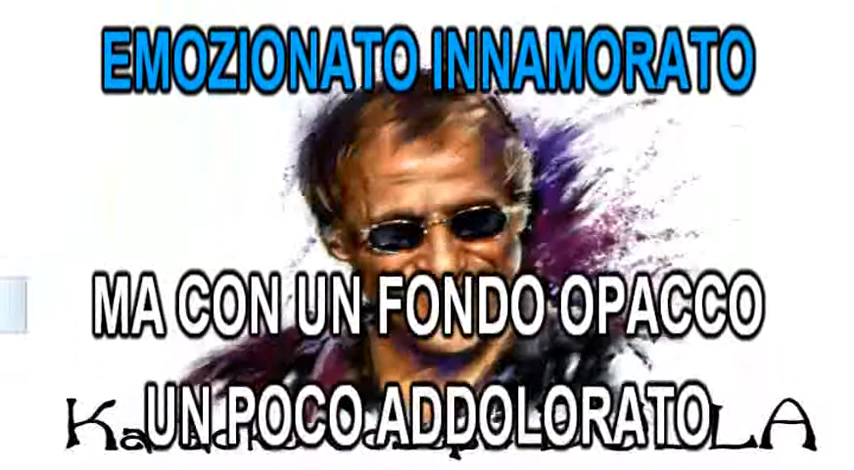 EMOZIONATO INNAMORATO
MA CON UN FONDO OPACCO
UN POCO ADDOLORATO